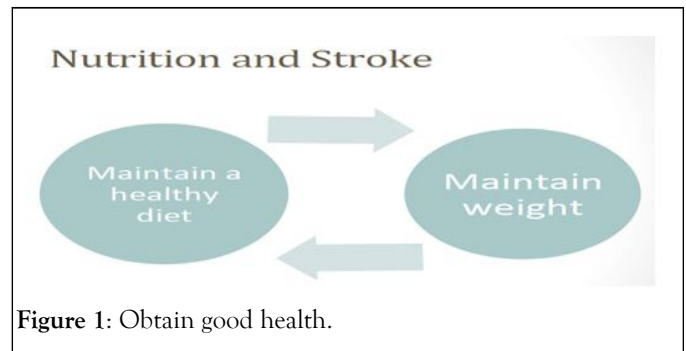 Nutrition and Stroke
Maintain a
healthy
diet
Maintain
weight
Figure 1: Obtain good health.